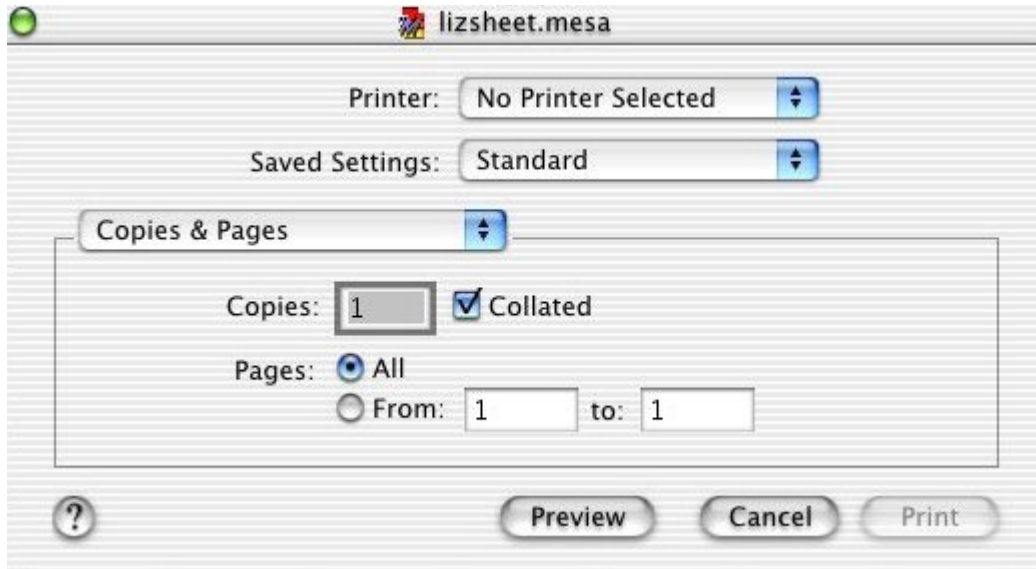 lizsheet.mesa
Printer: No Printer Selected
Saved Settings: Standard
Copies & Pages
Copies: 1 Collated
Pages: All
From: 1 to: 1
? Preview Cancel Print